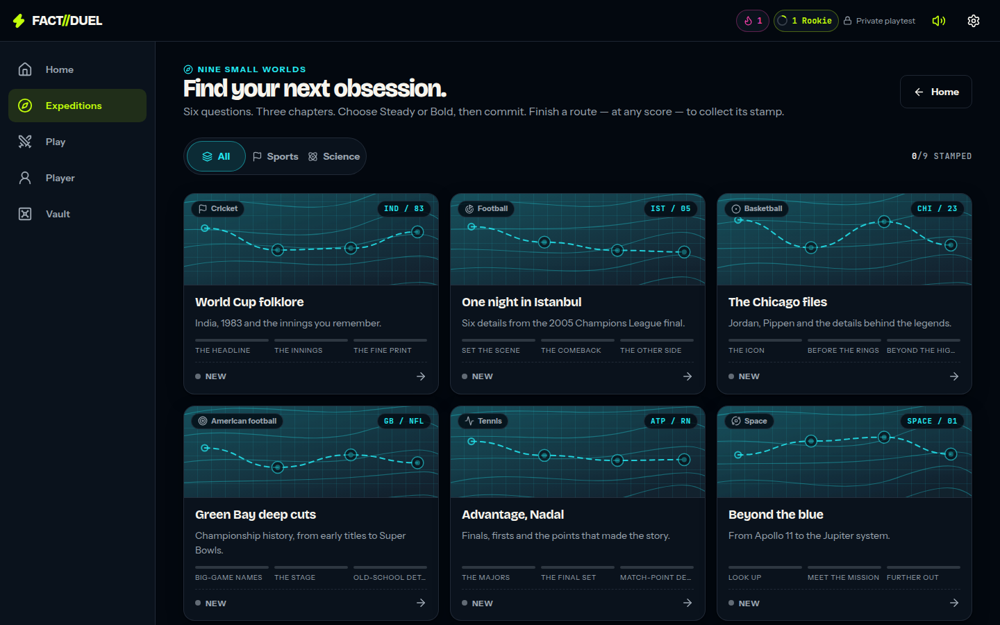 FACT//DUEL
1
1 Rookie
Private playtest
Home
Expeditions
Play
Player
Vault
NINE SMALL WORLDS
Find your next obsession.
Six questions. Three chapters. Choose Steady or Bold, then commit. Finish a route — at any score — to collect its stamp.
Home
All
Sports
Science
0/9 STAMPED
Cricket
IND / 83
World Cup folklore
India, 1983 and the innings you remember.
THE HEADLINE
THE INNINGS
THE FINE PRINT
NEW
Football
IST / 05
One night in Istanbul
Six details from the 2005 Champions League final.
SET THE SCENE
THE COMEBACK
THE OTHER SIDE
NEW
Basketball
CHI / 23
The Chicago files
Jordan, Pippen and the details behind the legends.
THE ICON
BEFORE THE RINGS
BEYOND THE HIG...
NEW
American football
GB / NFL
Green Bay deep cuts
Championship history, from early titles to Super
Bowls.
BIG-GAME NAMES
THE STAGE
OLD-SCHOOL DET...
NEW
Tennis
ATP / RN
Advantage, Nadal
Finals, firsts and the points that made the story.
THE MAJORS
THE FINAL SET
MATCH-POINT DE...
NEW
Space
SPACE / 01
Beyond the blue
From Apollo 11 to the Jupiter system.
LOOK UP
MEET THE MISSION
FURTHER OUT
NEW